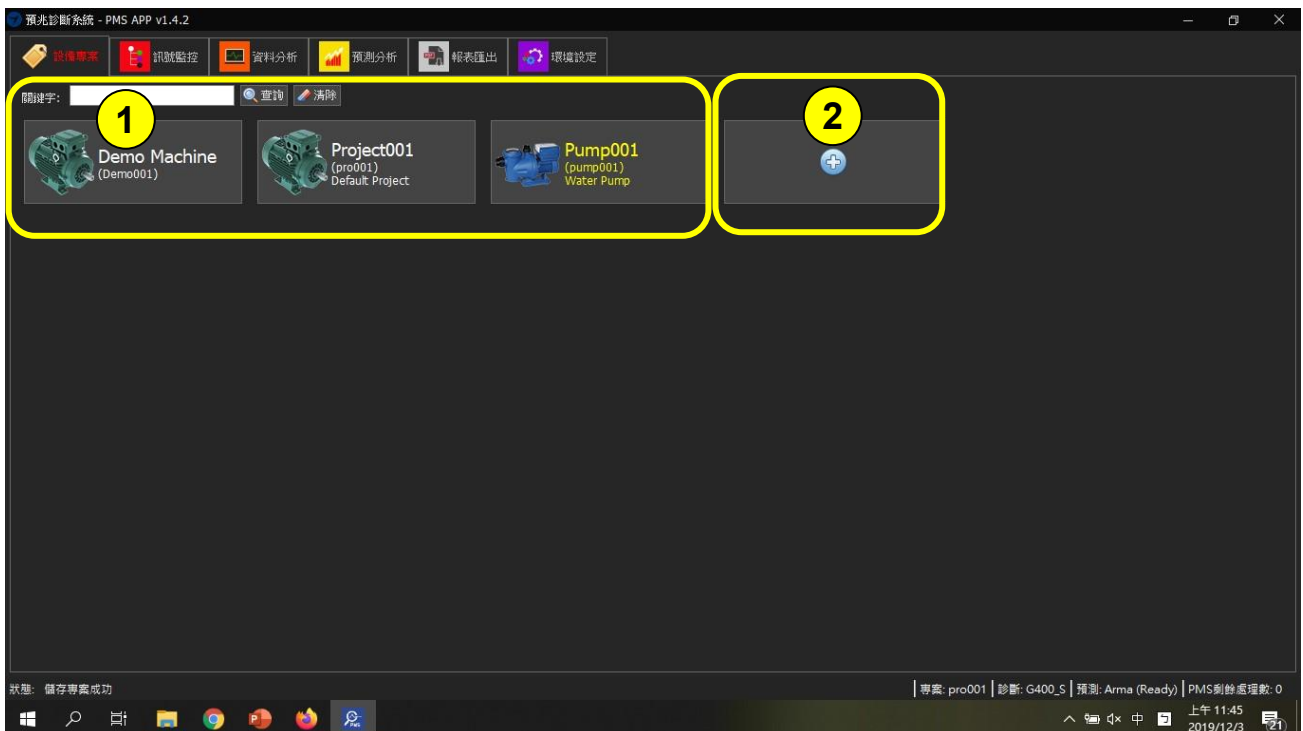 預兆診斷系統 - PMS APP v1.4.2
設備專案 訊號監控 資料分析 預測分析 報表匯出 環境設定
關鍵字: 查詢 清除
1
2
Demo Machine
(Demo001)
Project001
(pro001)
Default Project
Pump001
(pump001)
Water Pump
狀態: 儲存專案成功
專案: pro001 診斷: G400_S 預測: Arma (Ready) PMS剩餘處理數: 0
中
上午 11:45
2019/12/3
21